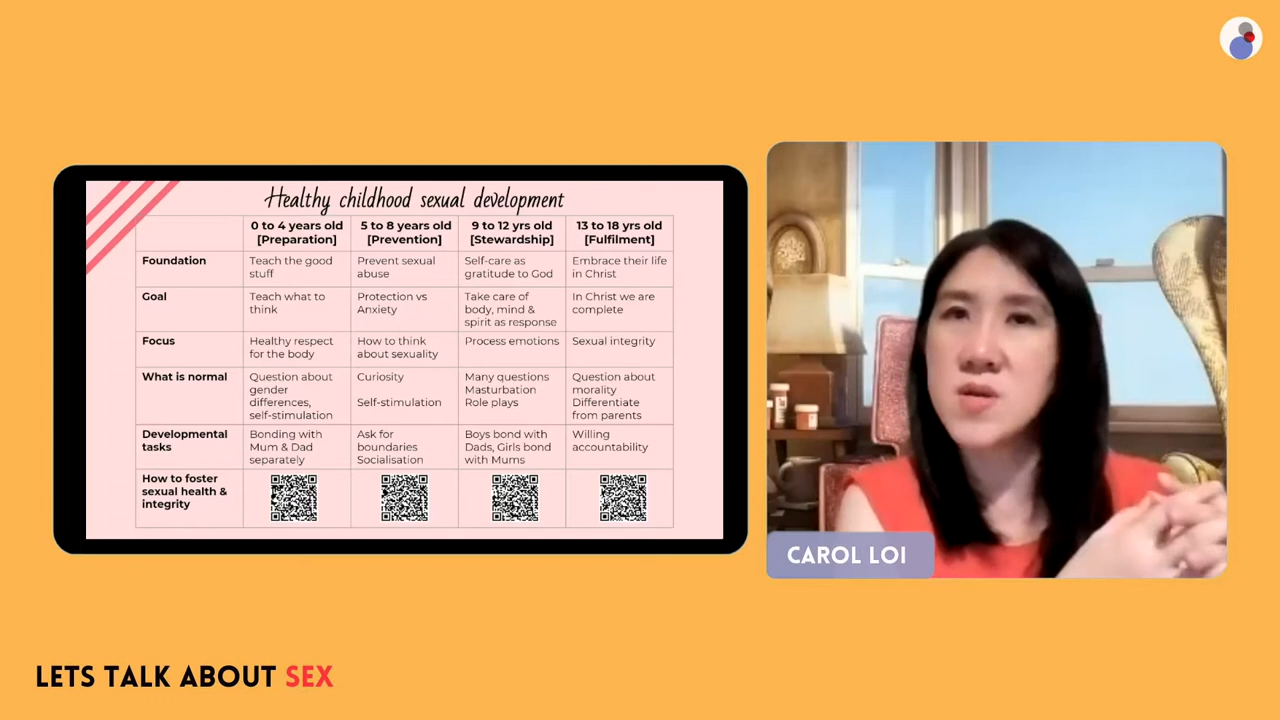 Healthy childhood sexual development
0 to 4 years old
[Preparation]
5 to 8 years old
[Prevention]
9 to 12 yrs old
[Stewardship]
13 to 18 yrs old
[Fulfilment]
Foundation
Teach the good
stuff
Prevent sexual
abuse
Self-care as
gratitude to God
Embrace their life
in Christ
Goal
Teach what to
think
Protection vs
Anxiety
Take care of
body, mind &
spirit as response
In Christ we are
complete
Focus
Healthy respect
for the body
How to think
about sexuality
Process emotions
Sexual integrity
What is normal
Question about
gender
differences,
self-stimulation
Curiosity
Self-stimulation
Many questions
Masturbation
Role plays
Question about
morality
Differentiate
from parents
Developmental
tasks
Bonding with
Mum & Dad
separately
Ask for
boundaries
Socialisation
Boys bond with
Dads, Girls bond
with Mums
Willing
accountability
How to foster
sexual health &
integrity
CAROL LOI
LETS TALK ABOUT SEX